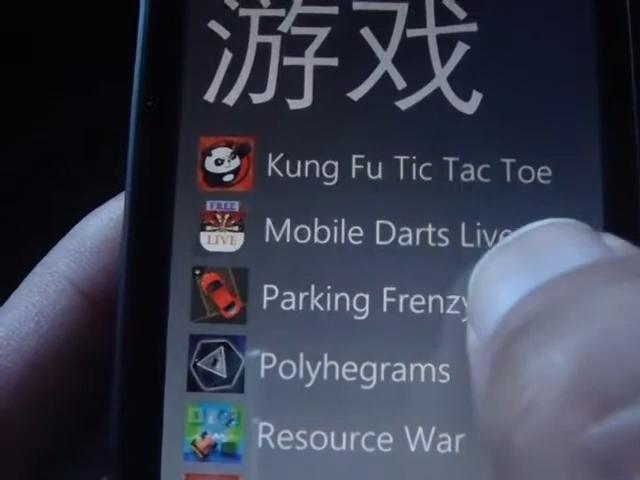 游戏
Kung Fu Tic Tac Toe
FREE
LIVE
Mobile Darts Live
Parking Frenzy
Polyhegrams
Resource War